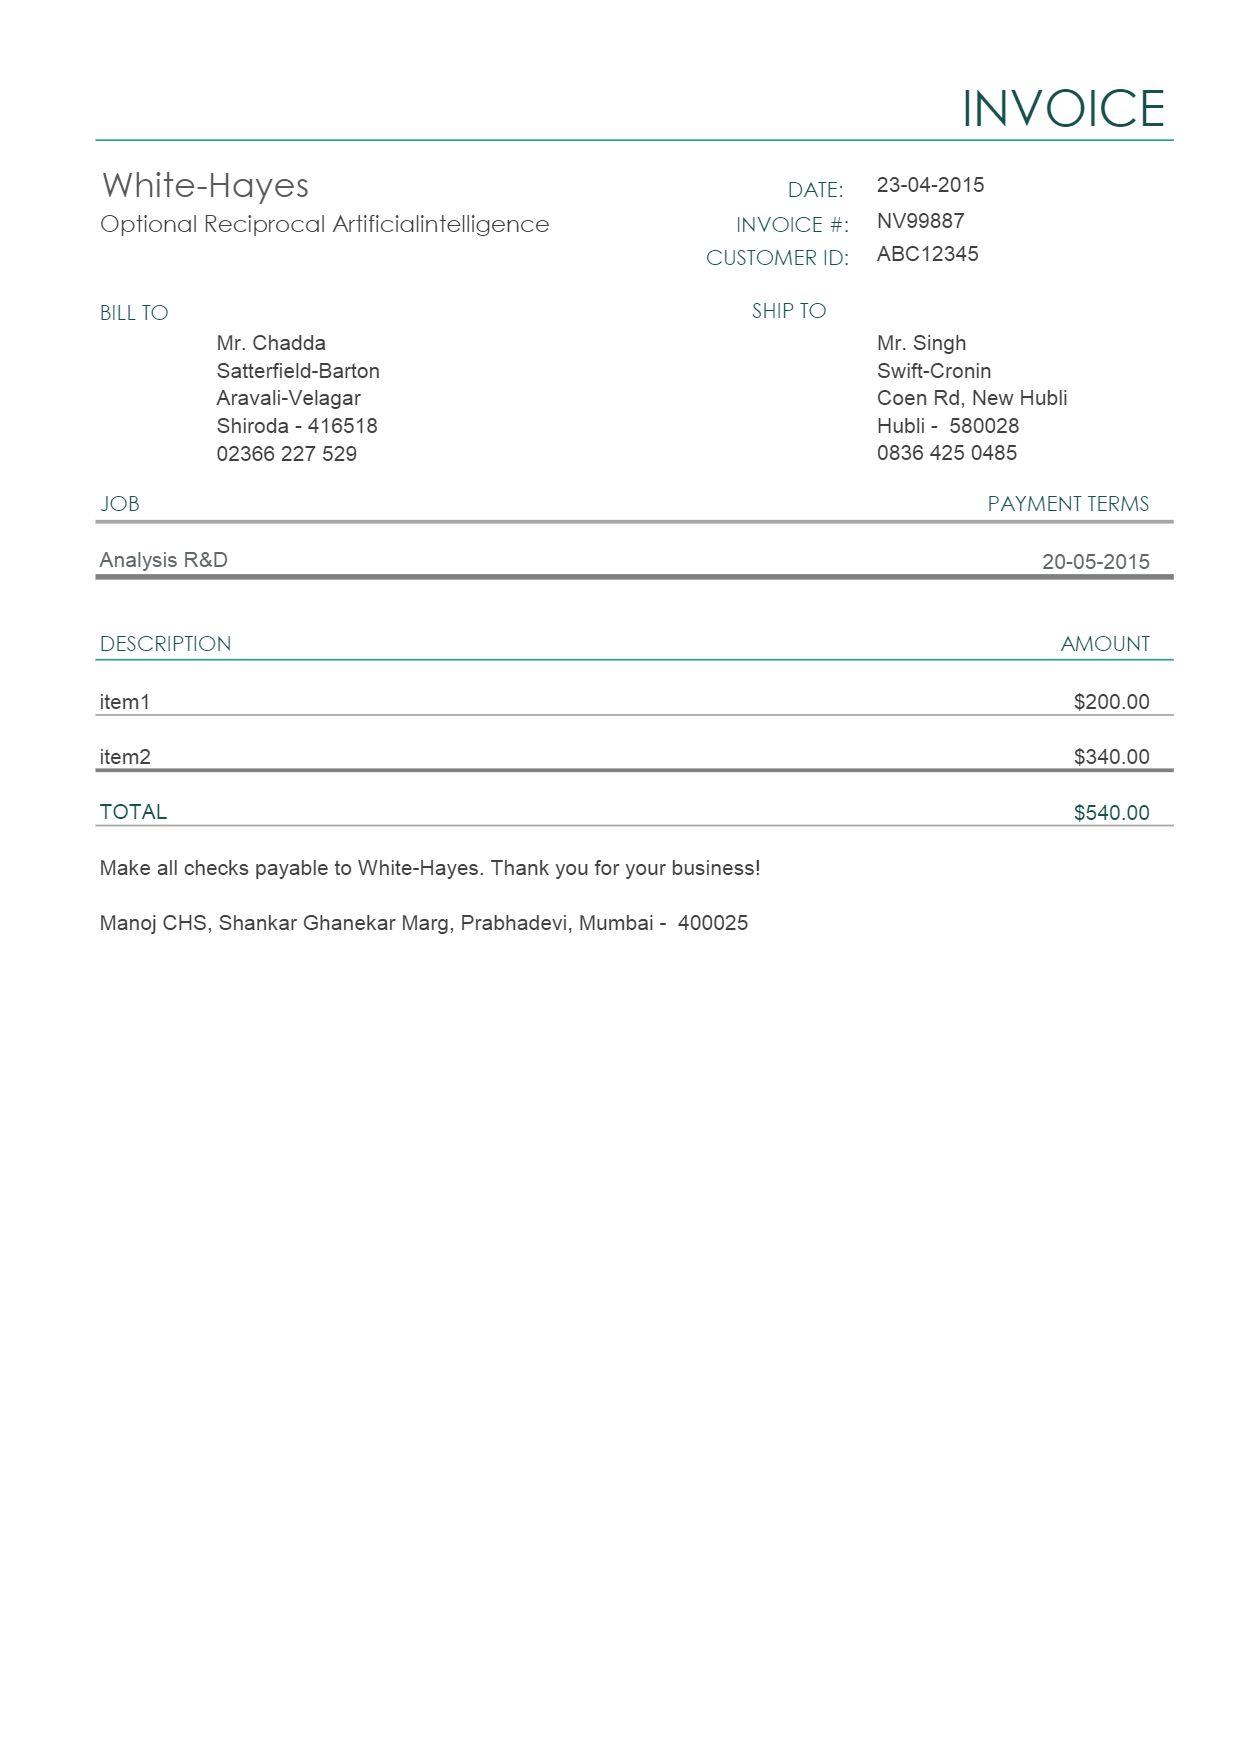 INVOICE
White-Hayes
Optional Reciprocal Artificialintelligence
DATE: 23-04-2015
INVOICE #: NV99887
CUSTOMER ID: ABC12345
BILL TO
Mr. Chadda
Satterfield-Barton
Aravali-Velagar
Shiroda - 416518
02366 227 529
SHIP TO
Mr. Singh
Swift-Cronin
Coen Rd, New Hubli
Hubli -  580028
0836 425 0485
JOB PAYMENT TERMS
Analysis R&D 20-05-2015
DESCRIPTION AMOUNT
item1 $200.00
item2 $340.00
TOTAL $540.00
Make all checks payable to White-Hayes. Thank you for your business!
Manoj CHS, Shankar Ghanekar Marg, Prabhadevi, Mumbai -  400025